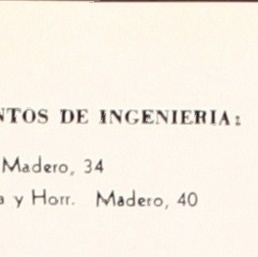 NTOS DE INGENIERIA:
Madero, 34
a y Horr. Madero, 40